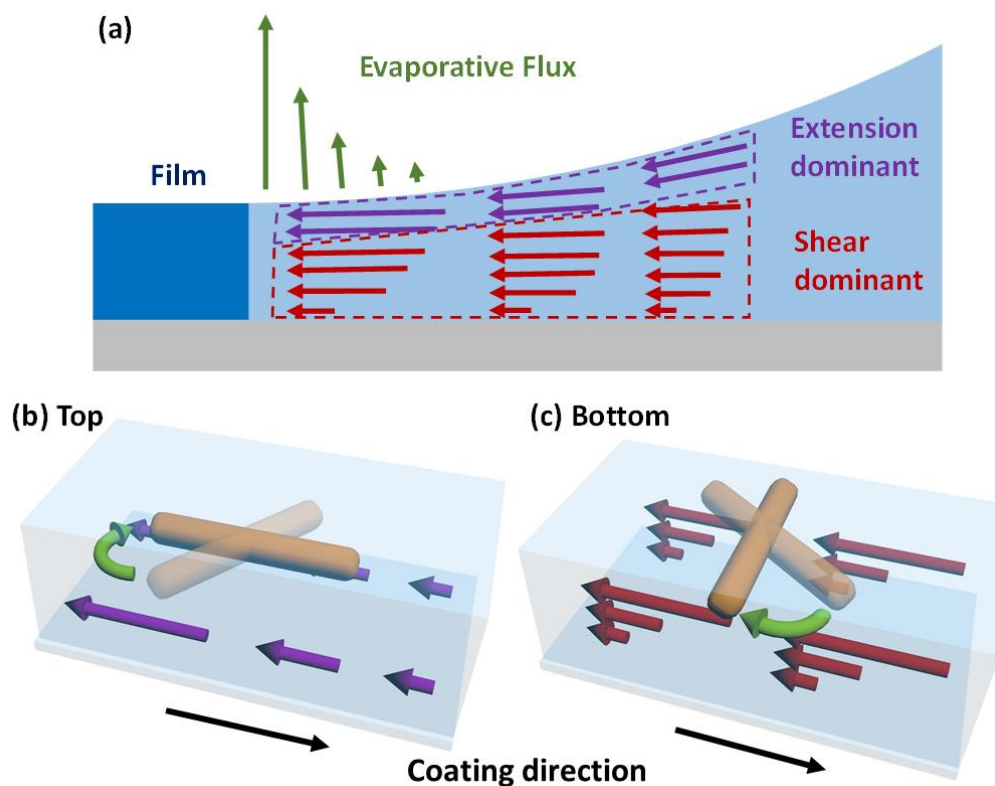 (a)
Evaporative Flux
Extension
dominant
Film
Shear
dominant
(b) Top
(c) Bottom
Coating direction